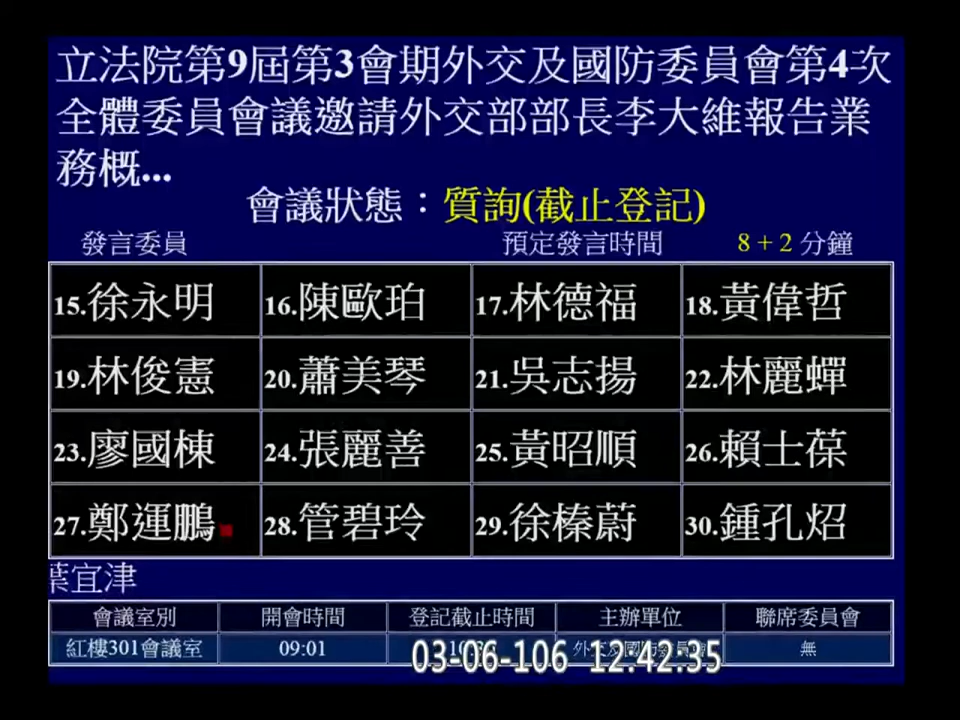 立法院第9屆第3會期外交及國防委員會第4次
全體委員會議邀請外交部部長李大維報告業
務概...
會議狀態：質詢(截止登記)
發言委員 預定發言時間 8 + 2 分鐘
15.徐永明 16.陳歐珀 17.林德福 18.黃偉哲
19.林俊憲 20.蕭美琴 21.吳志揚 22.林麗蟬
23.廖國棟 24.張麗善 25.黃昭順 26.賴士葆
27.鄭運鵬 28.管碧玲 29.徐榛蔚 30.鍾孔炤
葉宜津
會議室別 開會時間 登記截止時間 主辦單位 聯席委員會
紅樓301會議室 09:01 外交及國防委員會 無
03-06-106 12:42:35